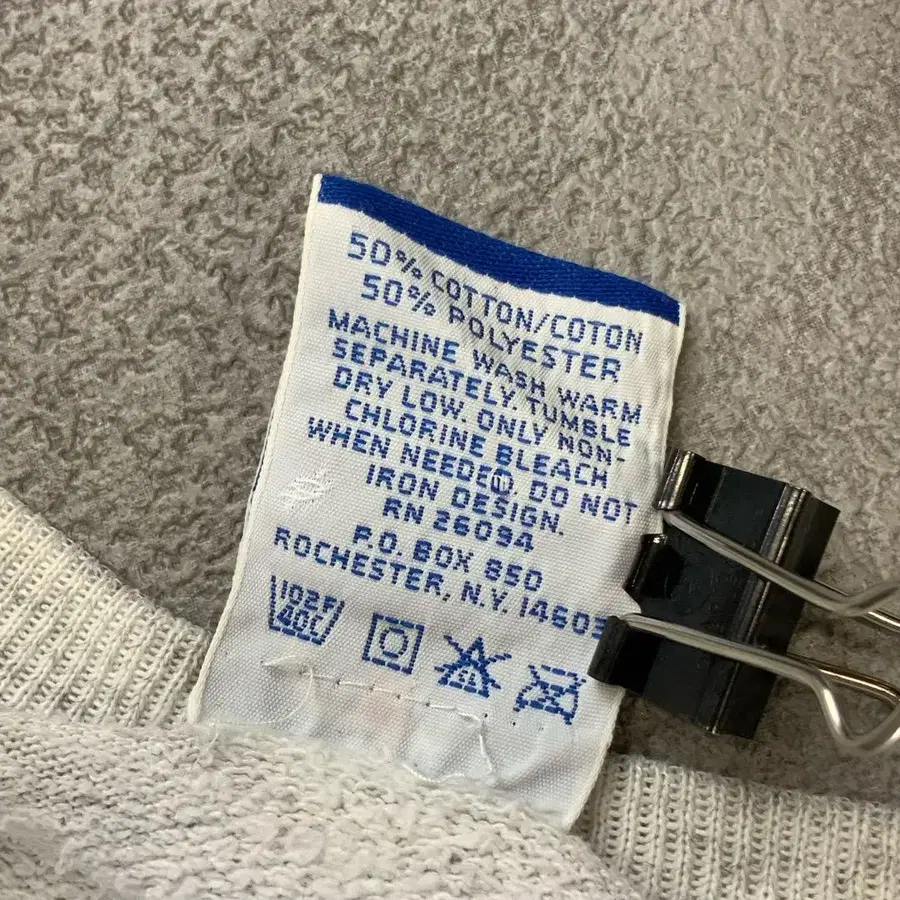 50% COTTON/COTON
50% POLYESTER
MACHINE WASH WARM
SEPARATELY. TUMBLE
DRY LOW. ONLY NON-
CHLORINE BLEACH
WHEN NEEDED. DO NOT
IRON DESIGN.
RN 26094
P.O. BOX 850
ROCHESTER, N.Y. 14603
102F
40C